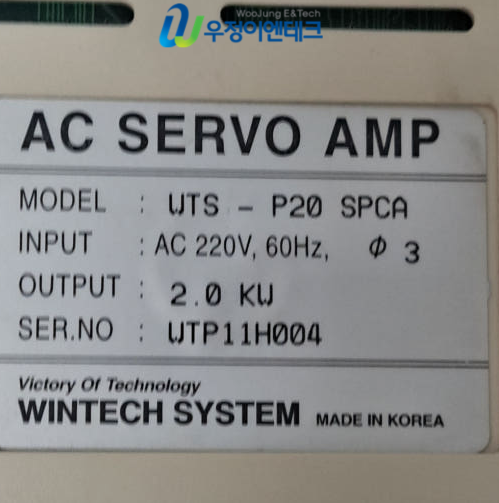 WooJung E&Tech
우정이앤테크
AC SERVO AMP
MODEL : WTS - P20 SPCA
INPUT : AC 220V, 60Hz, Φ 3
OUTPUT : 2.0 KW
SER.NO : WTP11H004
Victory Of Technology
WINTECH SYSTEM MADE IN KOREA